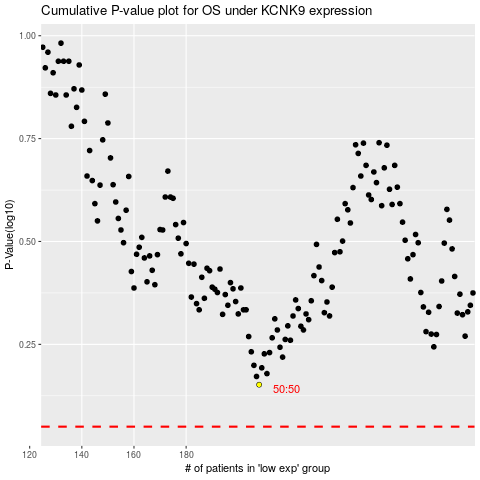 Cumulative P-value plot for OS under KCNK9 expression
1.00
0.75
0.50
0.25
P-Value(log10)
50:50
120 140 160 180
# of patients in 'low exp' group